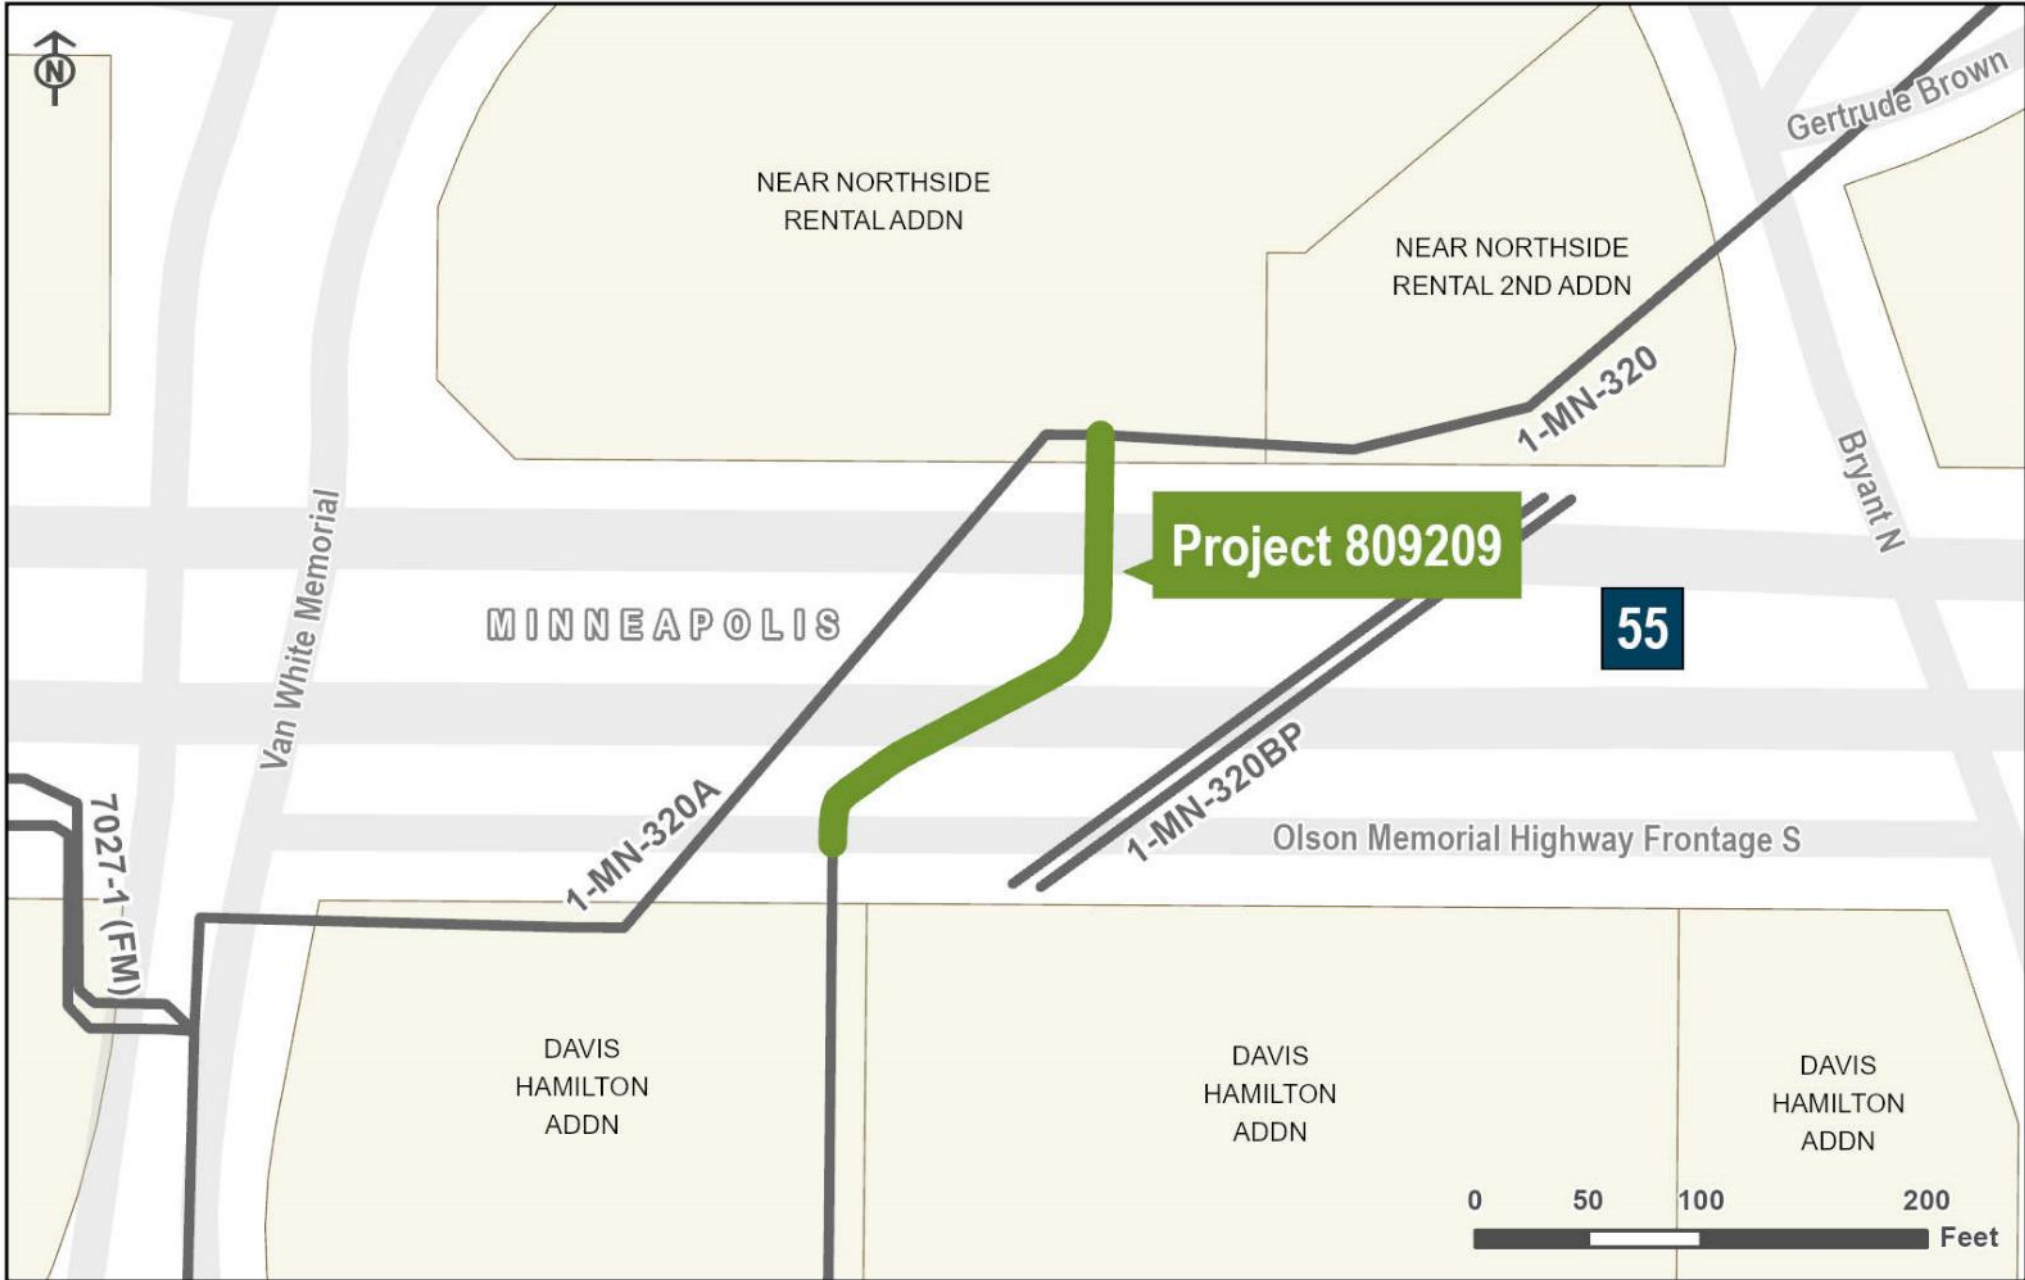 N
Gertrude Brown
NEAR NORTHSIDE
RENTAL ADDN
NEAR NORTHSIDE
RENTAL 2ND ADDN
1-MN-320
Bryant N
Project 809209
Van White Memorial
MINNEAPOLIS
55
1-MN-320A
1-MN-320BP
7027-1 (FM)
Olson Memorial Highway Frontage S
DAVIS
HAMILTON
ADDN
DAVIS
HAMILTON
ADDN
DAVIS
HAMILTON
ADDN
0 50 100 200
Feet